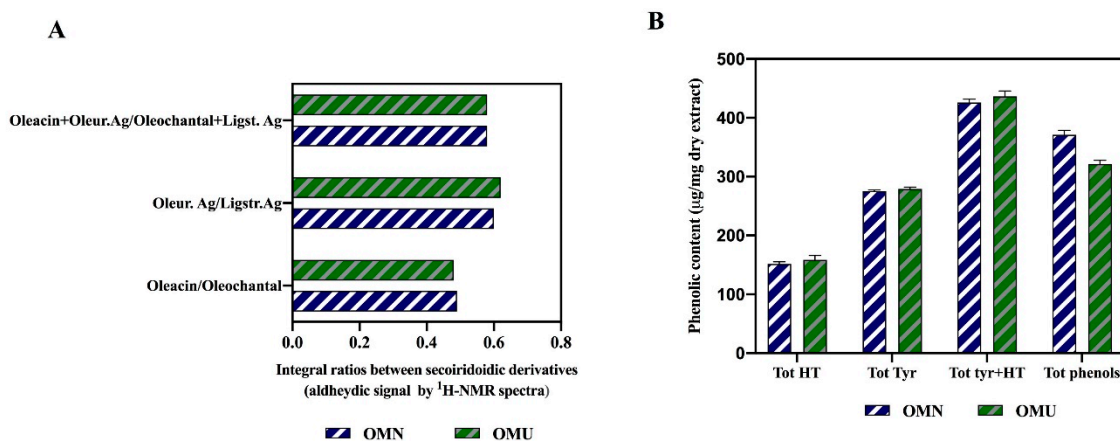 A
Oleacin+Oleur.Ag/Oleochantal+Ligst. Ag
Oleur. Ag/Ligstr.Ag
Oleacin/Oleochantal
0.0 0.2 0.4 0.6 0.8
Integral ratios between secoiridoidic derivatives
(aldheydic signal by ¹H-NMR spectra)
OMN OMU
B
Phenolic content (µg/mg dry extract)
500
400
300
200
100
0
Tot HT Tot Tyr Tot tyr+HT Tot phenols
OMN OMU